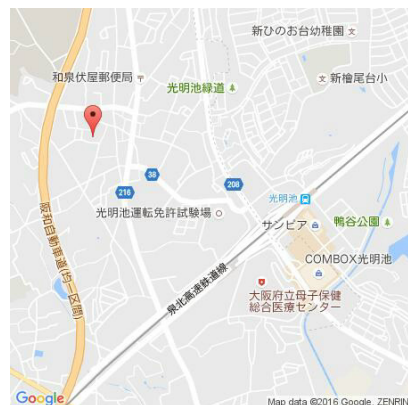 新ひのお台幼稚園
和泉伏屋郵便局
新檜尾台小
光明池緑道
38
216
208
光明池
光明池運転免許試験場
サンピア
鴨谷公園
阪和自動車道(均一区間)
COMBOX光明池
泉北高速鉄道線
大阪府立母子保健
総合医療センター
Google
Map data ©2016 Google, ZENRIN